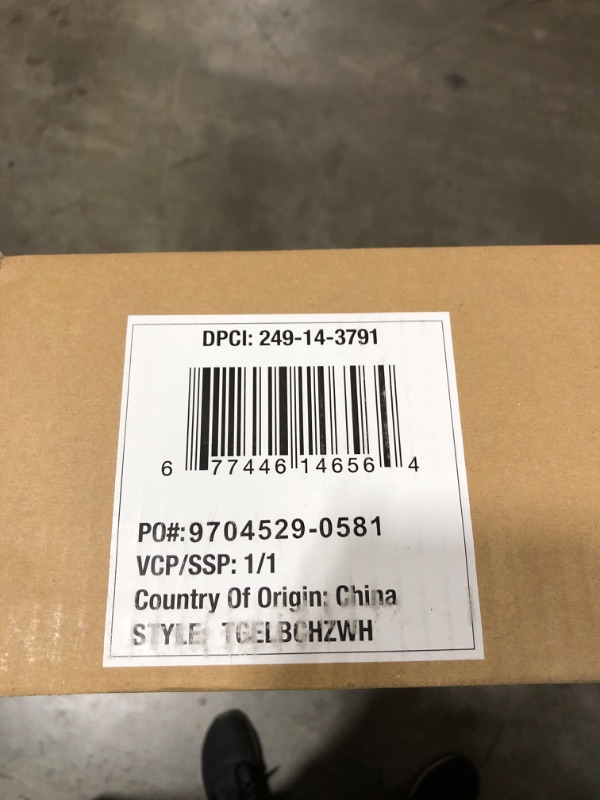 DPCI: 249-14-3791
6 77446 14656 4
PO#:9704529-0581
VCP/SSP: 1/1
Country Of Origin: China
STYLE: TGELBCHZWH